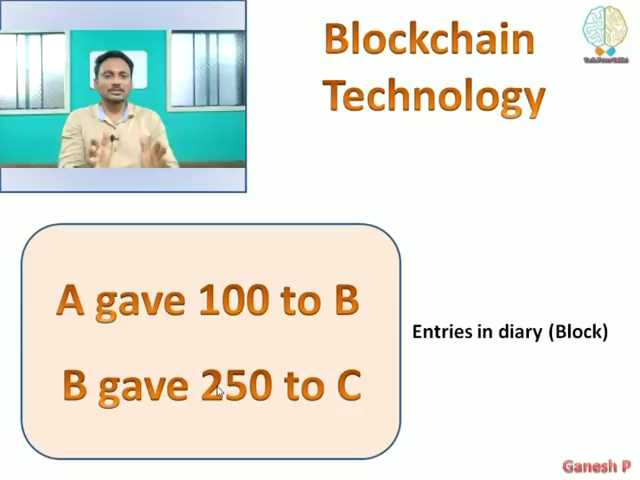 Blockchain
Technology
A gave 100 to B
B gave 250 to C
Entries in diary (Block)
Ganesh P